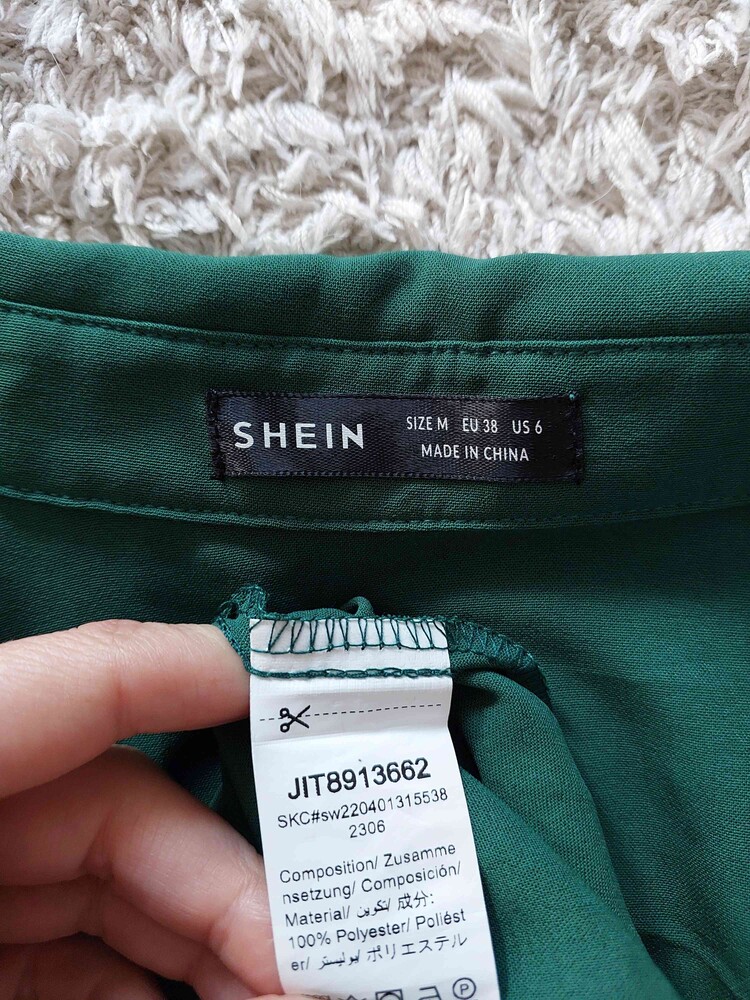 SHEIN
SIZE M EU 38 US 6
MADE IN CHINA
JIT8913662
SKC#sw220401315538
2306
Composition/ Zusamme
nsetzung/ Composición/
Material/ تكوين/ 成分:
100% Polyester/ Poliést
er/ بوليستر/ ポリエステル
P